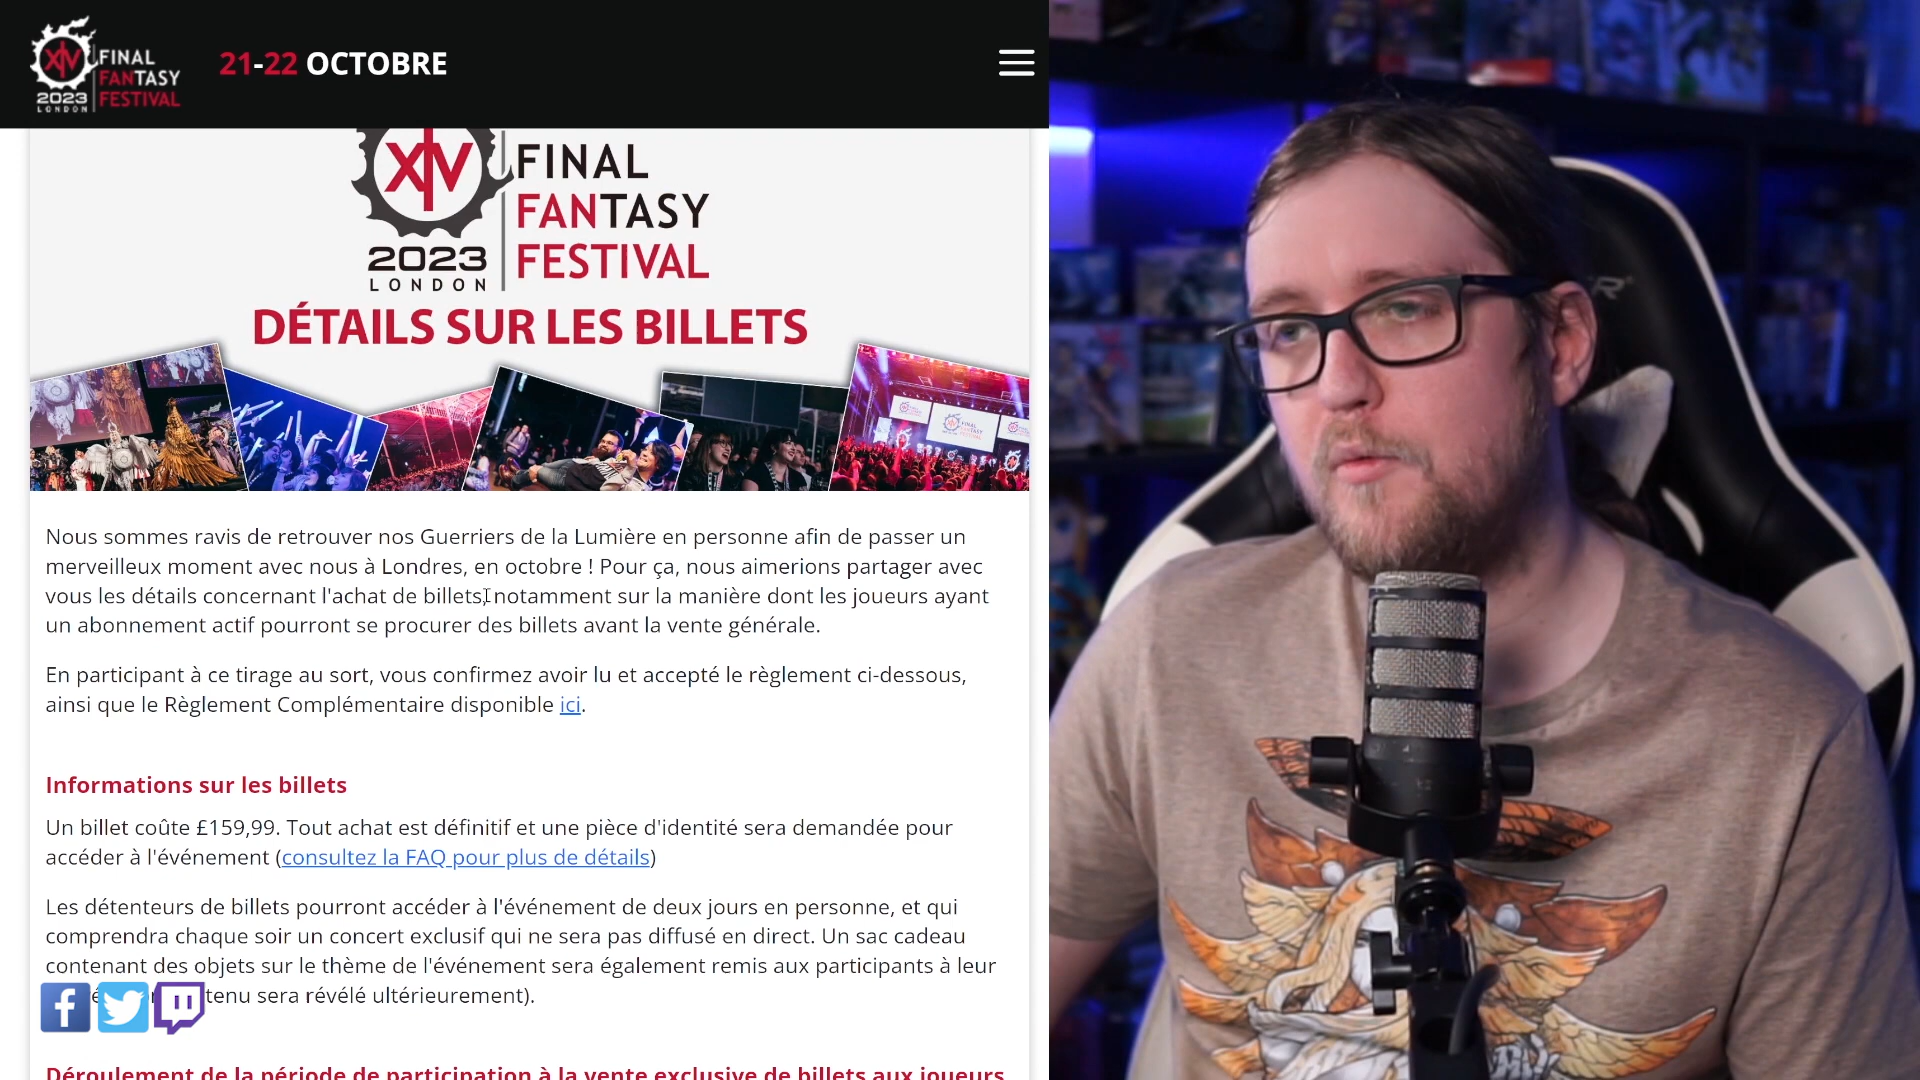 XIV
FINAL
FANTASY
FESTIVAL
2023
LONDON
21-22 OCTOBRE
XIV
FINAL
FANTASY
FESTIVAL
2023
LONDON
DÉTAILS SUR LES BILLETS
Nous sommes ravis de retrouver nos Guerriers de la Lumière en personne afin de passer un
merveilleux moment avec nous à Londres, en octobre ! Pour ça, nous aimerions partager avec
vous les détails concernant l'achat de billets, notamment sur la manière dont les joueurs ayant
un abonnement actif pourront se procurer des billets avant la vente générale.
En participant à ce tirage au sort, vous confirmez avoir lu et accepté le règlement ci-dessous,
ainsi que le Règlement Complémentaire disponible ici.
Informations sur les billets
Un billet coûte £159,99. Tout achat est définitif et une pièce d'identité sera demandée pour
accéder à l'événement (consultez la FAQ pour plus de détails)
Les détenteurs de billets pourront accéder à l'événement de deux jours en personne, et qui
comprendra chaque soir un concert exclusif qui ne sera pas diffusé en direct. Un sac cadeau
contenant des objets sur le thème de l'événement sera également remis aux participants à leur
tenu sera révélé ultérieurement).
Déroulement de la période de participation à la vente exclusive de billets aux joueurs